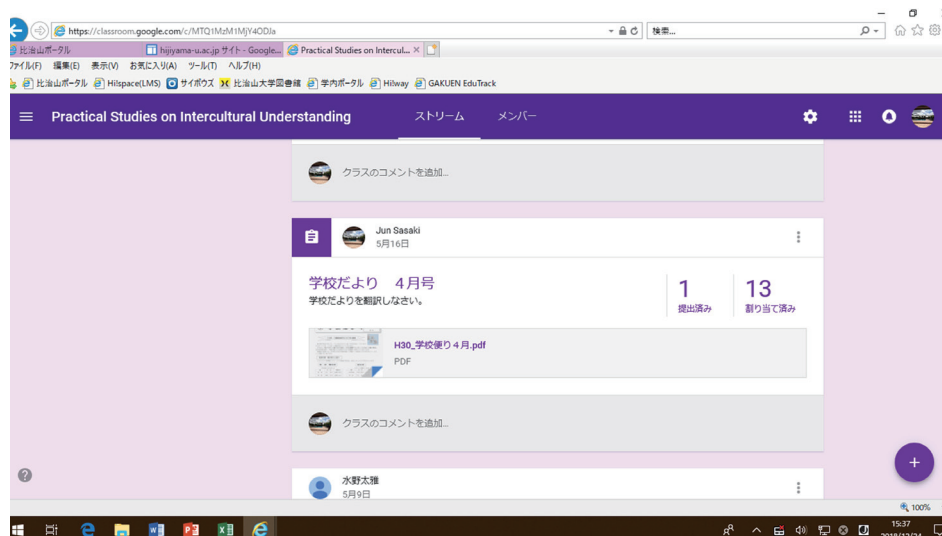 https://classroom.google.com/c/MTQ1MzM1MjY4ODJa
検索...
比治山ポータル
hijiyama-u.ac.jp サイト - Google...
Practical Studies on Intercul...
ファイル(F) 編集(E) 表示(V) お気に入り(A) ツール(T) ヘルプ(H)
比治山ポータル Hilspace(LMS) サイボウズ 比治山大学図書館 学内ポータル Hi!way GAKUEN EduTrack
Practical Studies on Intercultural Understanding ストリーム メンバー
クラスのコメントを追加...
Jun Sasaki
5月16日
学校だより 4月号
学校だよりを翻訳しなさい。
1
提出済み
13
割り当て済み
H30_学校便り４月.pdf
PDF
クラスのコメントを追加...
水野太雅
5月9日
100%
15:37
2018/12/24